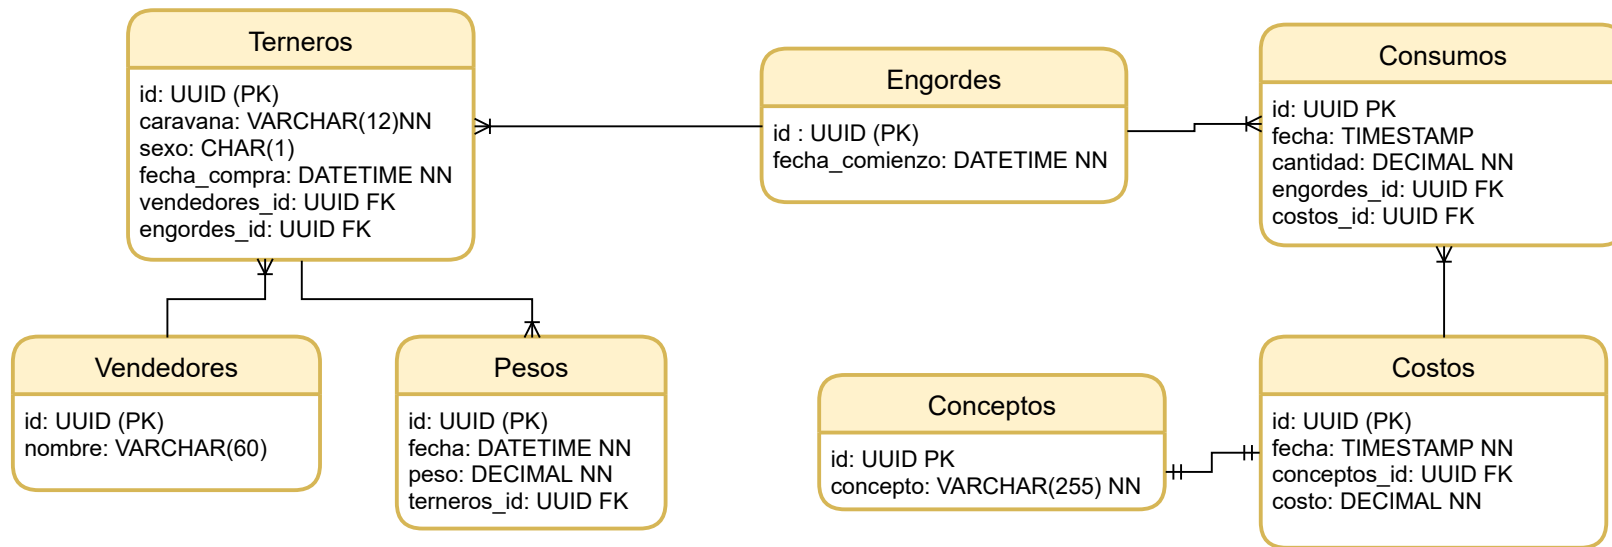 Terneros
id: UUID (PK)
caravana: VARCHAR(12)NN
sexo: CHAR(1)
fecha_compra: DATETIME NN
vendedores_id: UUID FK
engordes_id: UUID FK
Engordes
id : UUID (PK)
fecha_comienzo: DATETIME NN
Consumos
id: UUID PK
fecha: TIMESTAMP
cantidad: DECIMAL NN
engordes_id: UUID FK
costos_id: UUID FK
Vendedores
id: UUID (PK)
nombre: VARCHAR(60)
Pesos
id: UUID (PK)
fecha: DATETIME NN
peso: DECIMAL NN
terneros_id: UUID FK
Conceptos
id: UUID PK
concepto: VARCHAR(255) NN
Costos
id: UUID (PK)
fecha: TIMESTAMP NN
conceptos_id: UUID FK
costo: DECIMAL NN